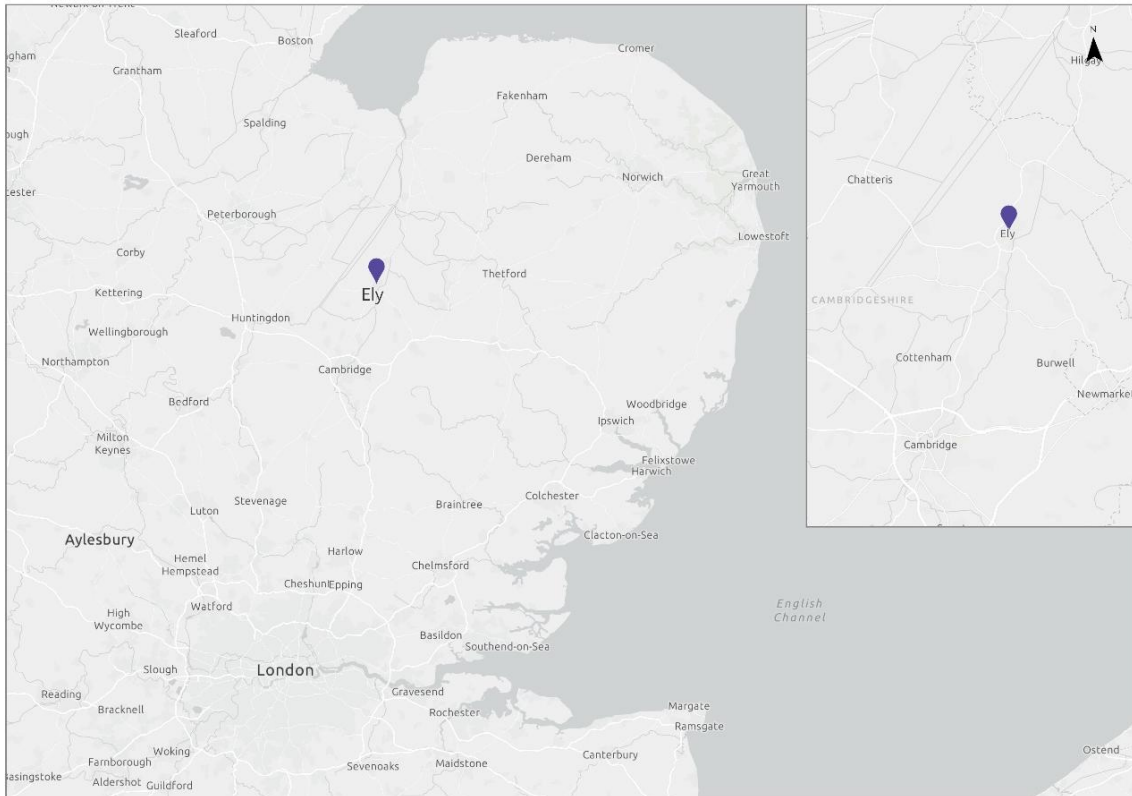 Sleaford
Boston
Cromer
Grantham
Fakenham
Spalding
Dereham
Norwich
Great
Yarmouth
Peterborough
Lowestoft
Corby
Thetford
Ely
Kettering
Huntingdon
Wellingborough
Northampton
Cambridge
Bedford
Woodbridge
Ipswich
Milton
Keynes
Felixstowe
Harwich
Stevenage
Braintree
Colchester
Luton
Clacton-on-Sea
Aylesbury
Harlow
Hemel
Hempstead
Chelmsford
Cheshunt
Epping
Watford
High
Wycombe
English
Channel
Basildon
Southend-on-Sea
Slough
London
Reading
Gravesend
Bracknell
Rochester
Margate
Ramsgate
Woking
Farnborough
Canterbury
Ostend
Sevenoaks
Maidstone
Aldershot
Guildford
N
Hilgay
Chatteris
Ely
CAMBRIDGESHIRE
Cottenham
Burwell
Newmarket
Cambridge